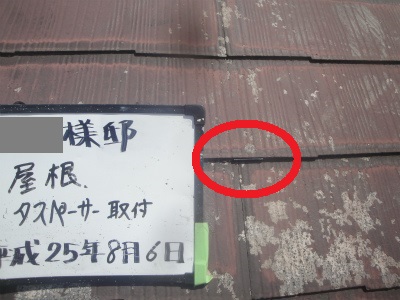 様邸
屋根、
タスペーサー取付
平成25年8月6日